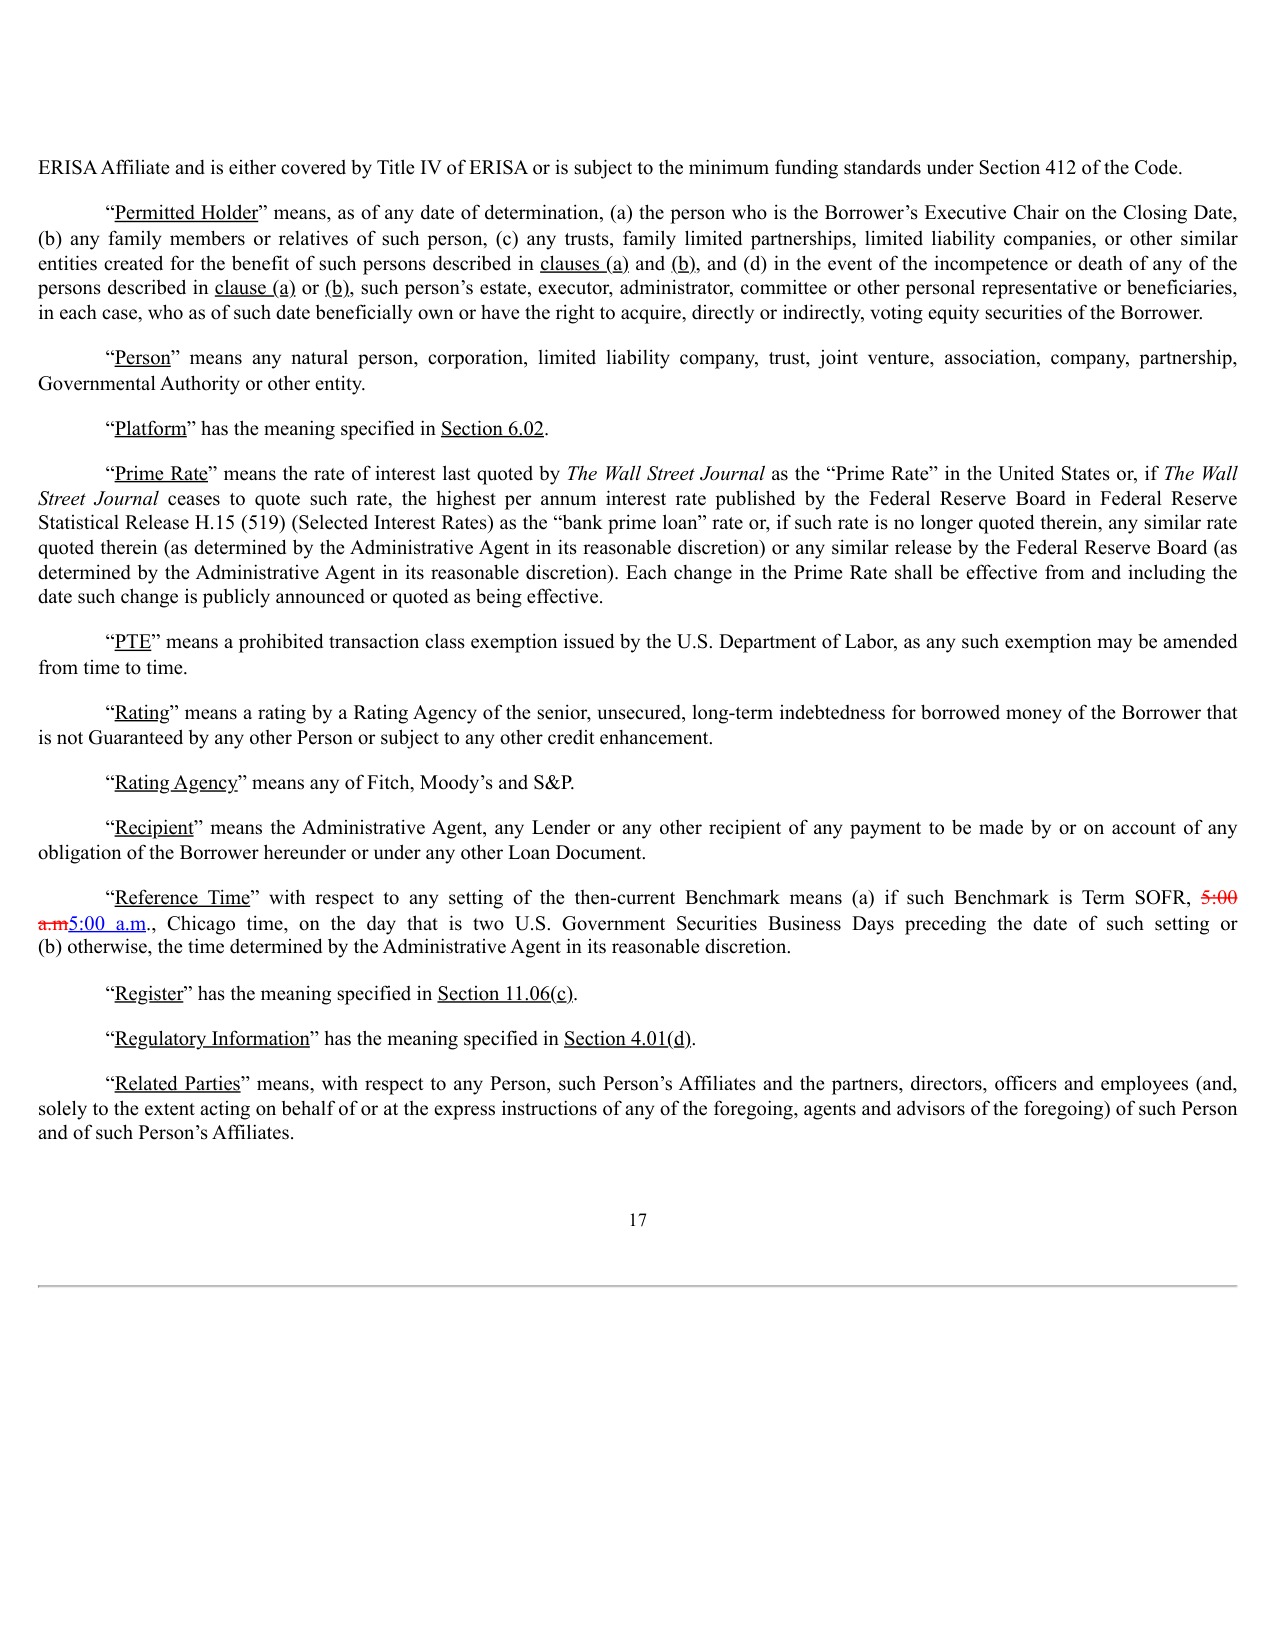 ERISA Affiliate and is either covered by Title IV of ERISA or is subject to the minimum funding standards under Section 412 of the Code.
“Permitted Holder” means, as of any date of determination, (a) the person who is the Borrower’s Executive Chair on the Closing Date,
(b) any family members or relatives of such person, (c) any trusts, family limited partnerships, limited liability companies, or other similar
entities created for the benefit of such persons described in clauses (a) and (b), and (d) in the event of the incompetence or death of any of the
persons described in clause (a) or (b), such person’s estate, executor, administrator, committee or other personal representative or beneficiaries,
in each case, who as of such date beneficially own or have the right to acquire, directly or indirectly, voting equity securities of the Borrower.
“Person” means any natural person, corporation, limited liability company, trust, joint venture, association, company, partnership,
Governmental Authority or other entity.
“Platform” has the meaning specified in Section 6.02.
“Prime Rate” means the rate of interest last quoted by The Wall Street Journal as the “Prime Rate” in the United States or, if The Wall
Street Journal ceases to quote such rate, the highest per annum interest rate published by the Federal Reserve Board in Federal Reserve
Statistical Release H.15 (519) (Selected Interest Rates) as the “bank prime loan” rate or, if such rate is no longer quoted therein, any similar rate
quoted therein (as determined by the Administrative Agent in its reasonable discretion) or any similar release by the Federal Reserve Board (as
determined by the Administrative Agent in its reasonable discretion). Each change in the Prime Rate shall be effective from and including the
date such change is publicly announced or quoted as being effective.
“PTE” means a prohibited transaction class exemption issued by the U.S. Department of Labor, as any such exemption may be amended
from time to time.
“Rating” means a rating by a Rating Agency of the senior, unsecured, long-term indebtedness for borrowed money of the Borrower that
is not Guaranteed by any other Person or subject to any other credit enhancement.
“Rating Agency” means any of Fitch, Moody’s and S&P.
“Recipient” means the Administrative Agent, any Lender or any other recipient of any payment to be made by or on account of any
obligation of the Borrower hereunder or under any other Loan Document.
“Reference Time” with respect to any setting of the then-current Benchmark means (a) if such Benchmark is Term SOFR, 5:00
a.m5:00 a.m., Chicago time, on the day that is two U.S. Government Securities Business Days preceding the date of such setting or
(b) otherwise, the time determined by the Administrative Agent in its reasonable discretion.
“Register” has the meaning specified in Section 11.06(c).
“Regulatory Information” has the meaning specified in Section 4.01(d).
“Related Parties” means, with respect to any Person, such Person’s Affiliates and the partners, directors, officers and employees (and,
solely to the extent acting on behalf of or at the express instructions of any of the foregoing, agents and advisors of the foregoing) of such Person
and of such Person’s Affiliates.
17